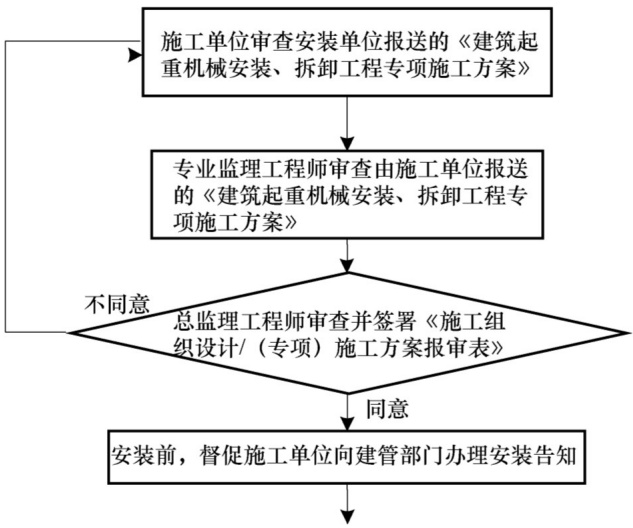 施工单位审查安装单位报送的《建筑起
重机械安装、拆卸工程专项施工方案》
专业监理工程师审查由施工单位报送
的《建筑起重机械安装、拆卸工程专
项施工方案》
不同意
总监理工程师审查并签署《施工组
织设计/（专项）施工方案报审表》
同意
安装前，督促施工单位向建管部门办理安装告知